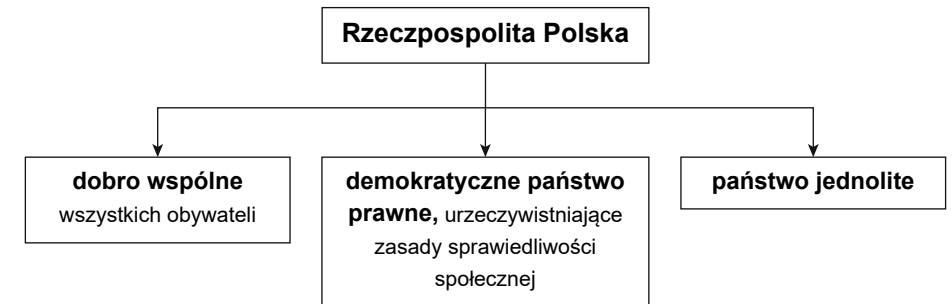 Rzeczpospolita Polska
dobro wspólne
wszystkich obywateli
demokratyczne państwo
prawne, urzeczywistniające
zasady sprawiedliwości
społecznej
państwo jednolite